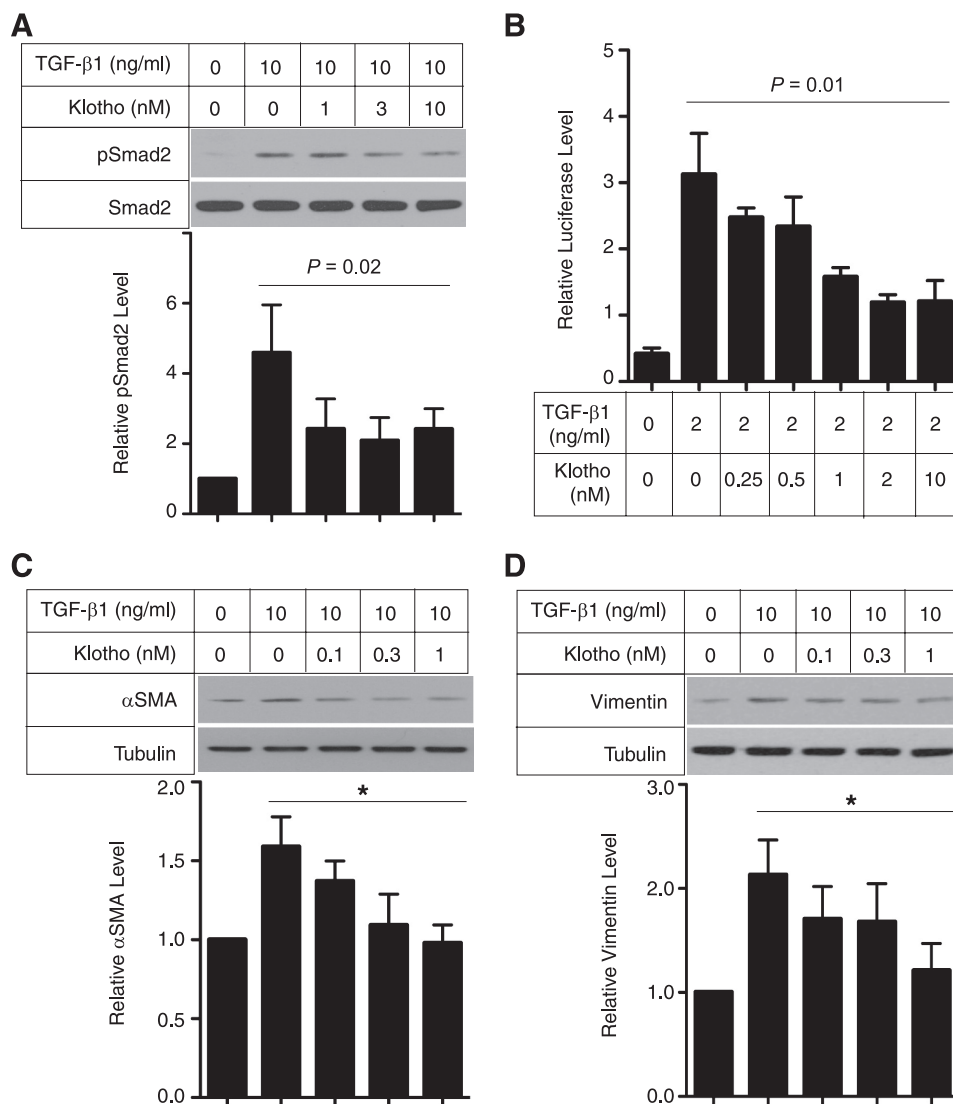 A
TGF-β1 (ng/ml) 0 10 10 10 10
Klotho (nM) 0 0 1 3 10
pSmad2
Smad2
P = 0.02
Relative pSmad2 Level
6
4
2
0
B
5
4
3
2
1
0
P = 0.01
Relative Luciferase Level
TGF-β1
(ng/ml) 0 2 2 2 2 2 2
Klotho
(nM) 0 0 0.25 0.5 1 2 10
C
TGF-β1 (ng/ml) 0 10 10 10 10
Klotho (nM) 0 0 0.1 0.3 1
αSMA
Tubulin
2.0
1.5
1.0
0.5
0.0
*
Relative αSMA Level
D
TGF-β1 (ng/ml) 0 10 10 10 10
Klotho (nM) 0 0 0.1 0.3 1
Vimentin
Tubulin
3.0
2.0
1.0
0.0
*
Relative Vimentin Level